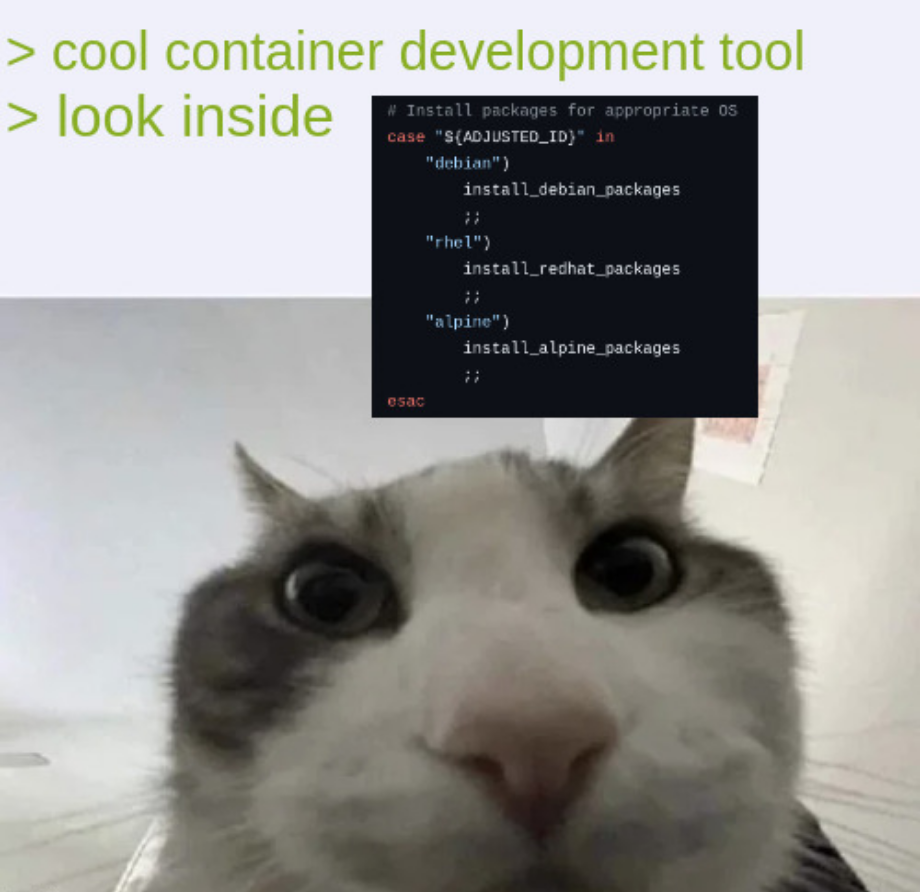 > cool container development tool
> look inside
# Install packages for appropriate OS
case "${ADJUSTED_ID}" in
    "debian")
        install_debian_packages
        ;;
    "rhel")
        install_redhat_packages
        ;;
    "alpine")
        install_alpine_packages
        ;;
esac